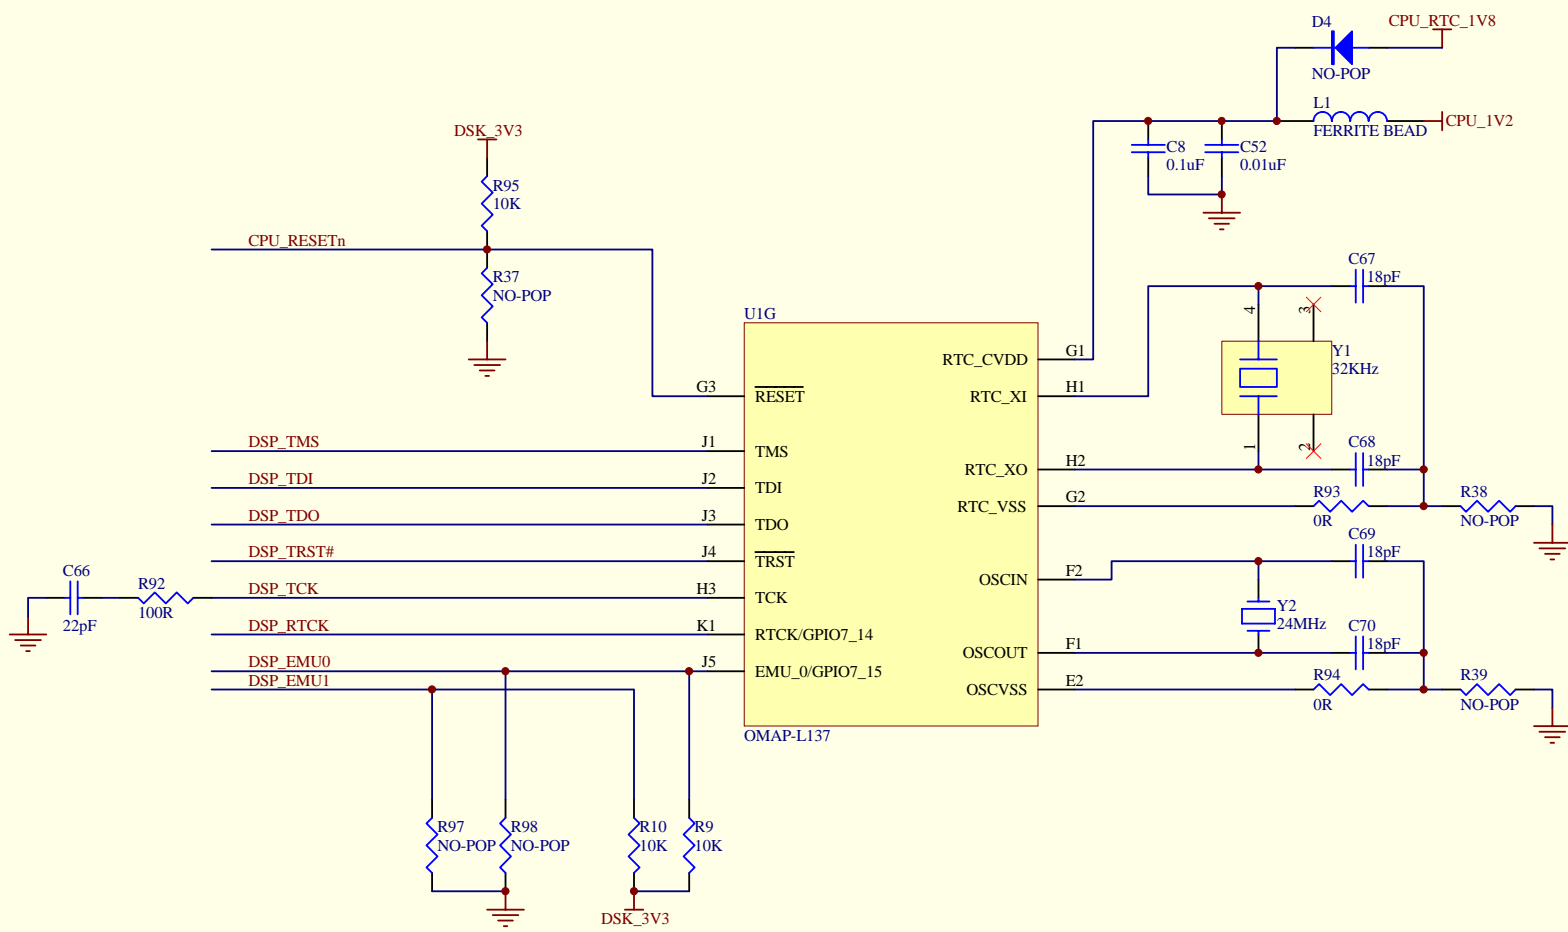 D4
CPU_RTC_1V8
NO-POP
L1
CPU_1V2
FERRITE BEAD
DSK_3V3
C8
0.1uF
C52
0.01uF
R95
10K
CPU_RESETn
R37
NO-POP
C67
18pF
U1G
4
3
Y1
32KHz
RTC_CVDD
G1
G3
RESET
RTC_XI
H1
DSP_TMS
J1
TMS
1
2
C68
18pF
RTC_XO
H2
DSP_TDI
J2
TDI
RTC_VSS
G2
R93
0R
R38
NO-POP
DSP_TDO
J3
TDO
DSP_TRST#
J4
TRST
C69
18pF
OSCIN
F2
C66
22pF
R92
100R
DSP_TCK
H3
TCK
Y2
24MHz
DSP_RTCK
K1
RTCK/GPIO7_14
C70
18pF
OSCOUT
F1
DSP_EMU0
J5
EMU_0/GPIO7_15
DSP_EMU1
OSCVSS
E2
R94
0R
R39
NO-POP
OMAP-L137
R97
NO-POP
R98
NO-POP
R10
10K
R9
10K
DSK_3V3